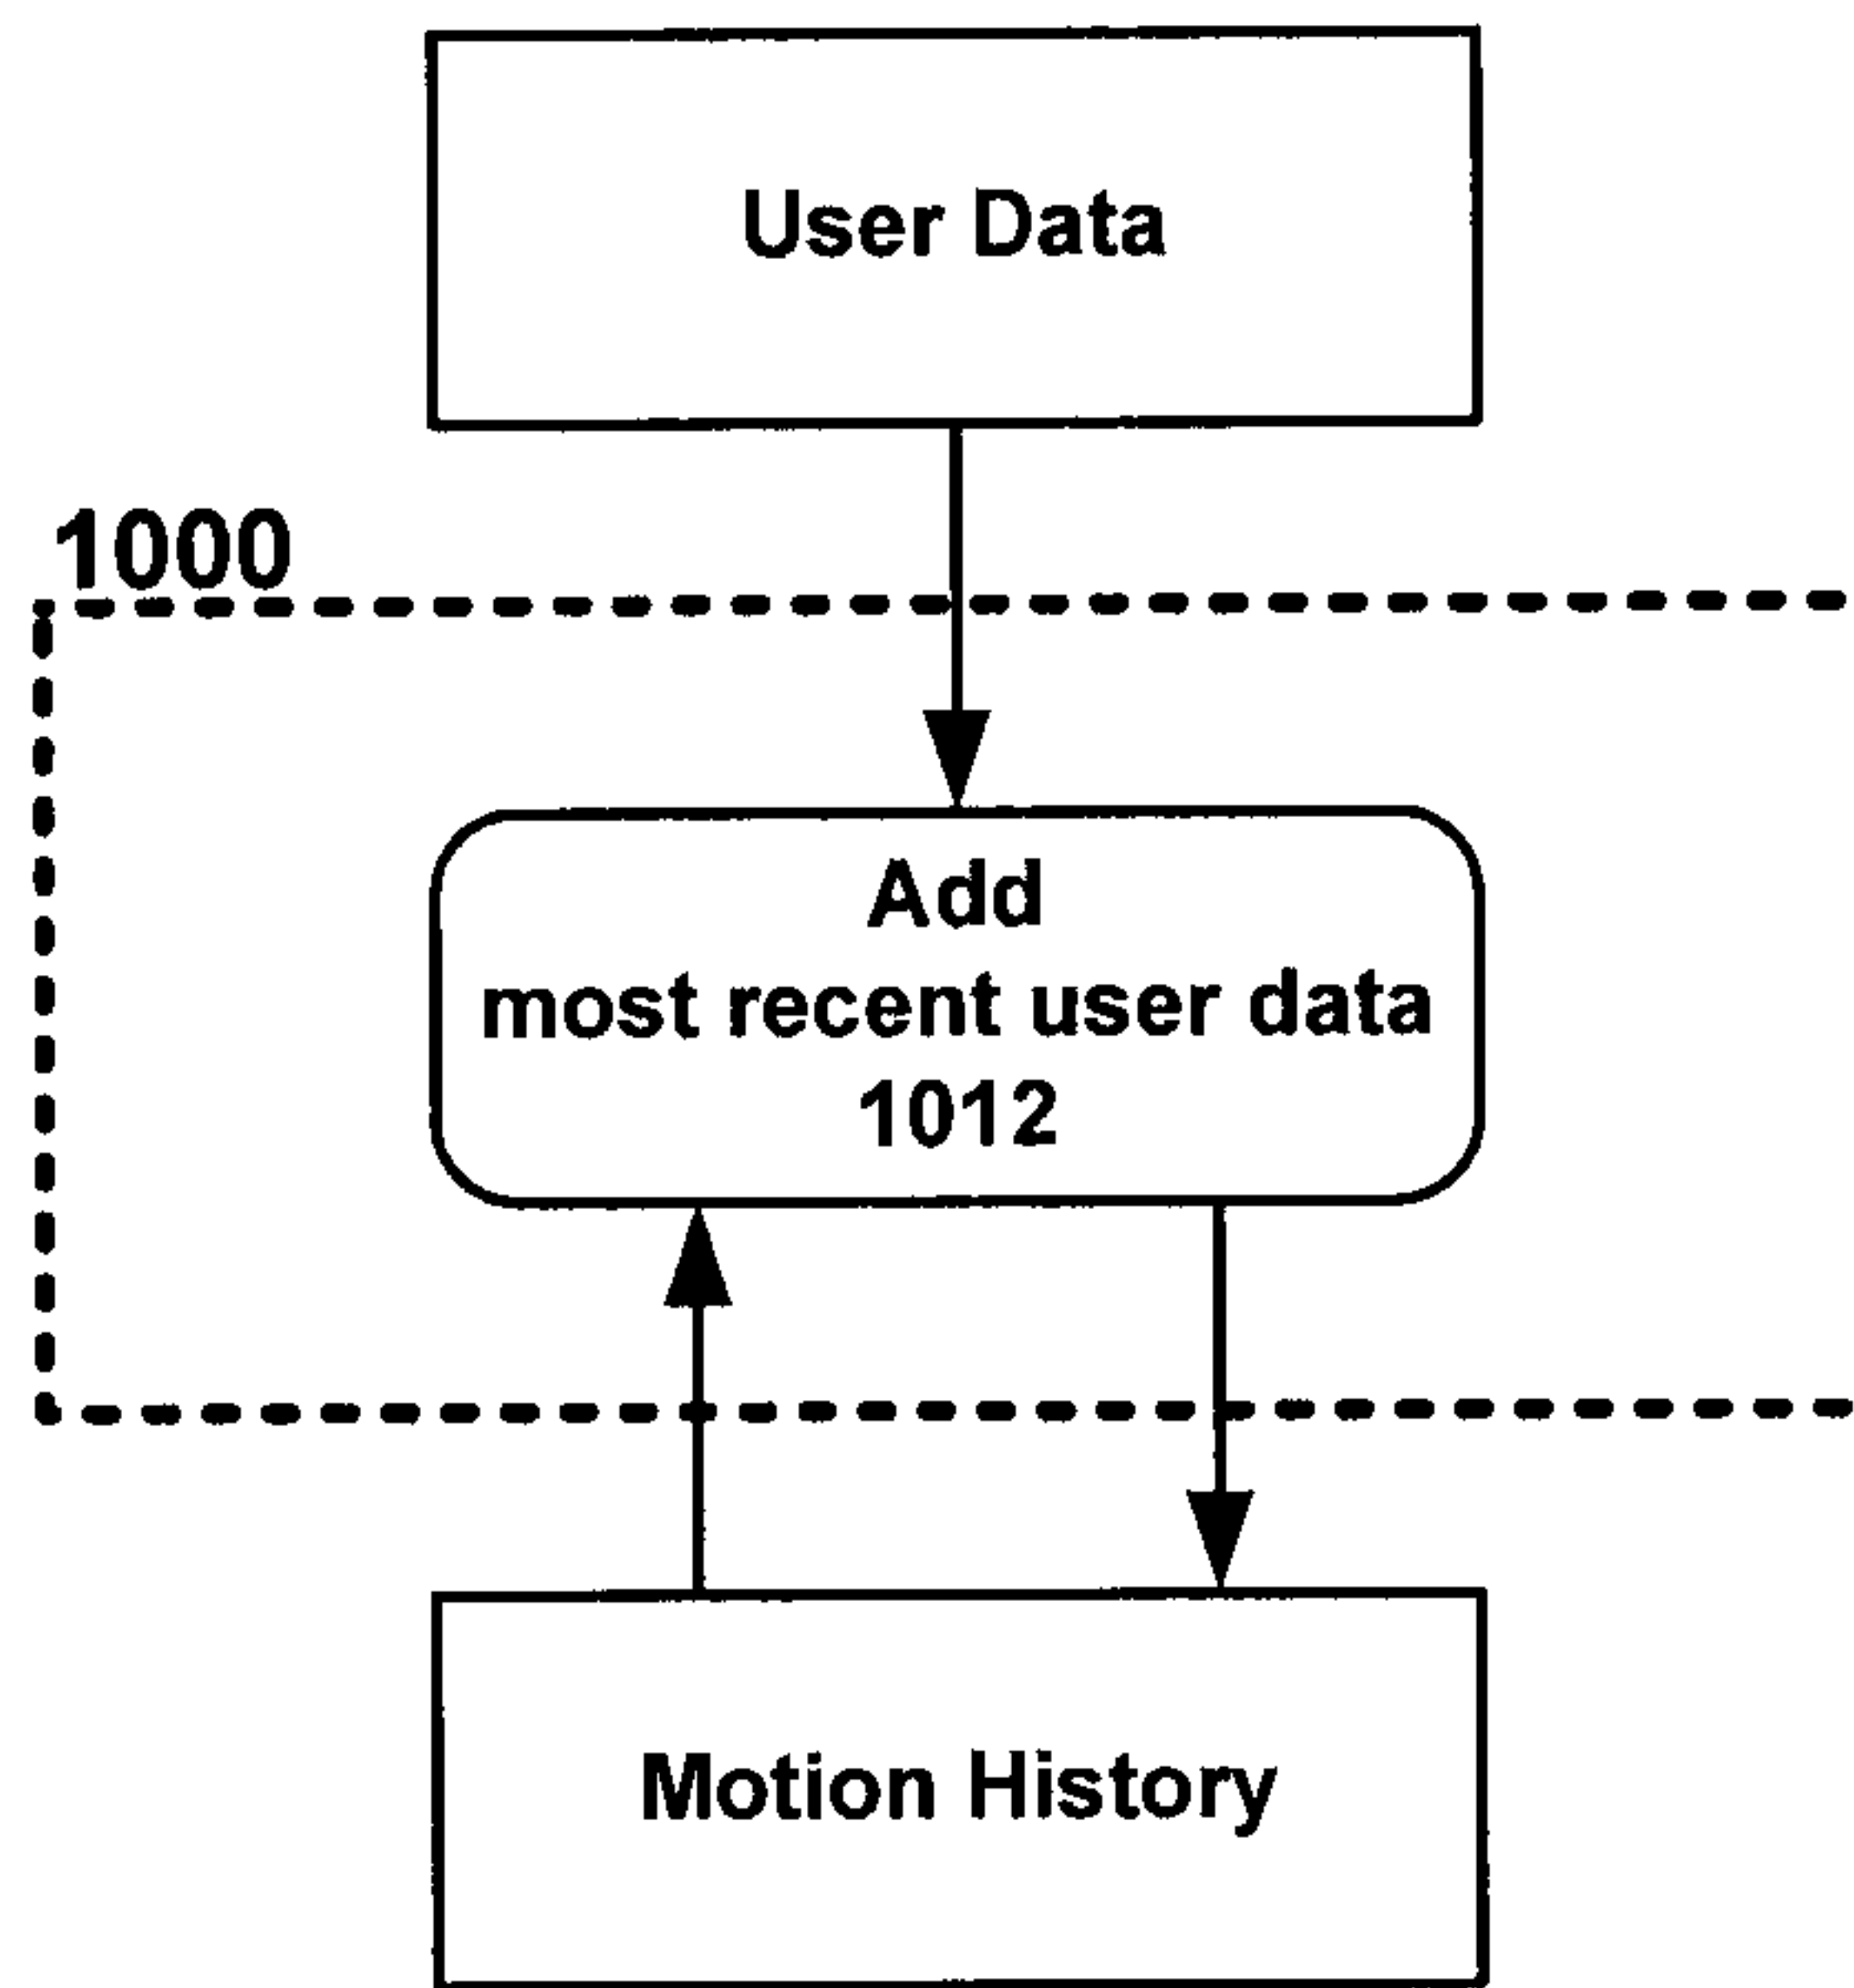 User Data
1000
Add
most recent user data
1012
Motion History